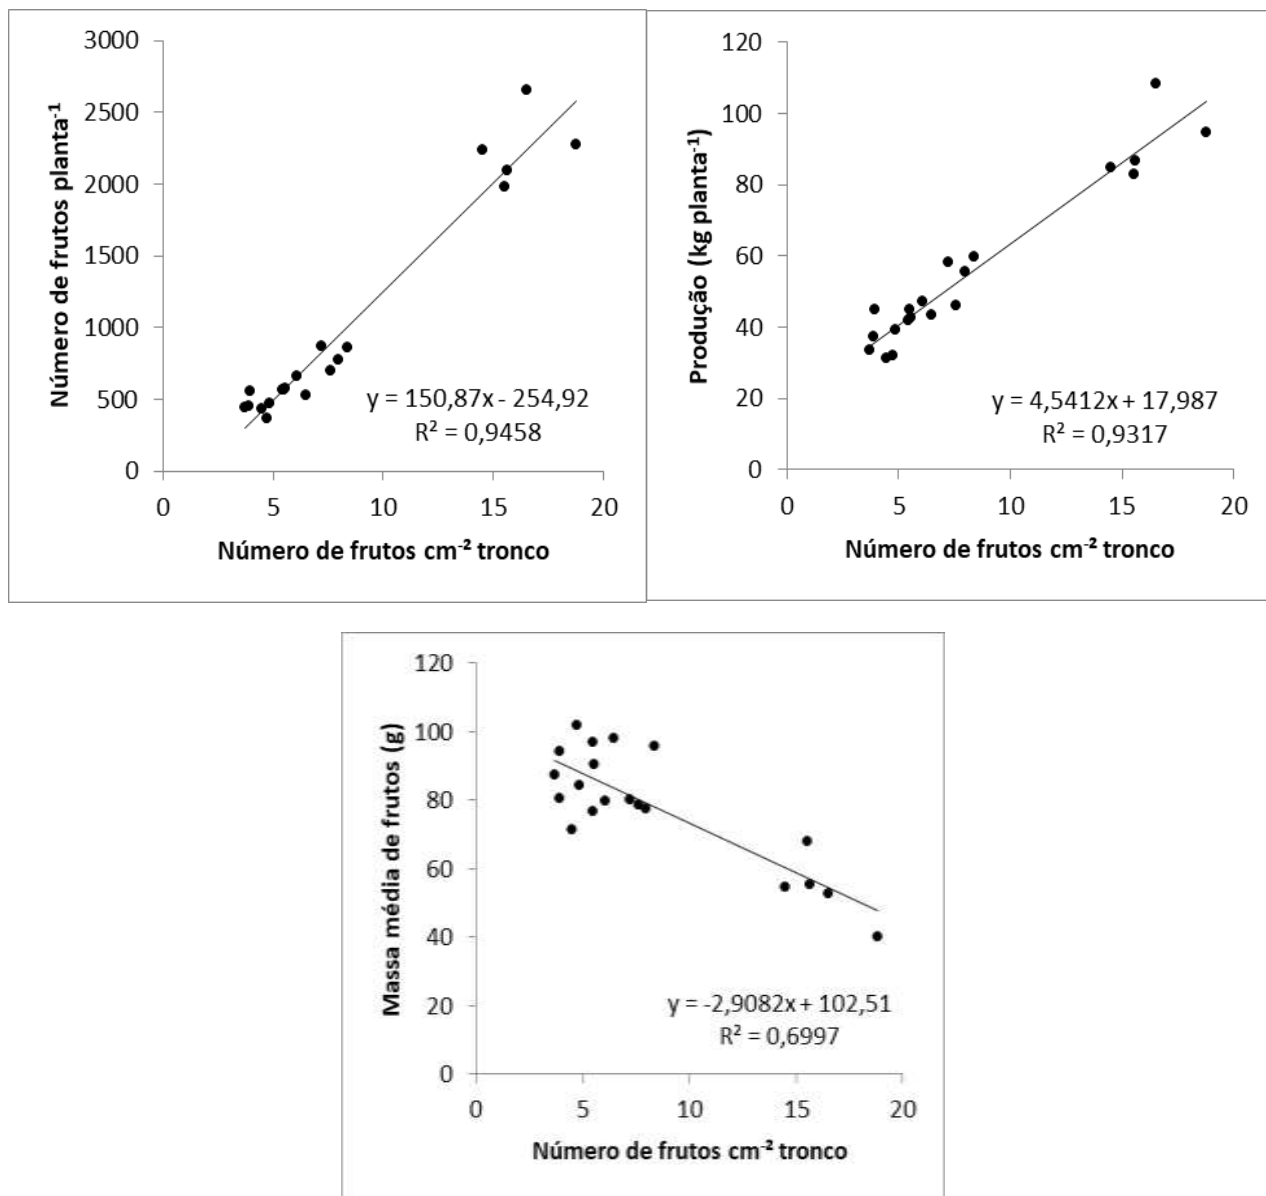 Número de frutos planta⁻¹
3000
2500
2000
1500
1000
500
0
y = 150,87x - 254,92
R² = 0,9458
0 5 10 15 20
Número de frutos cm⁻² tronco
Produção (kg planta⁻¹)
120
100
80
60
40
20
0
y = 4,5412x + 17,987
R² = 0,9317
0 5 10 15 20
Número de frutos cm⁻² tronco
Massa média de frutos (g)
120
100
80
60
40
20
0
y = -2,9082x + 102,51
R² = 0,6997
0 5 10 15 20
Número de frutos cm⁻² tronco